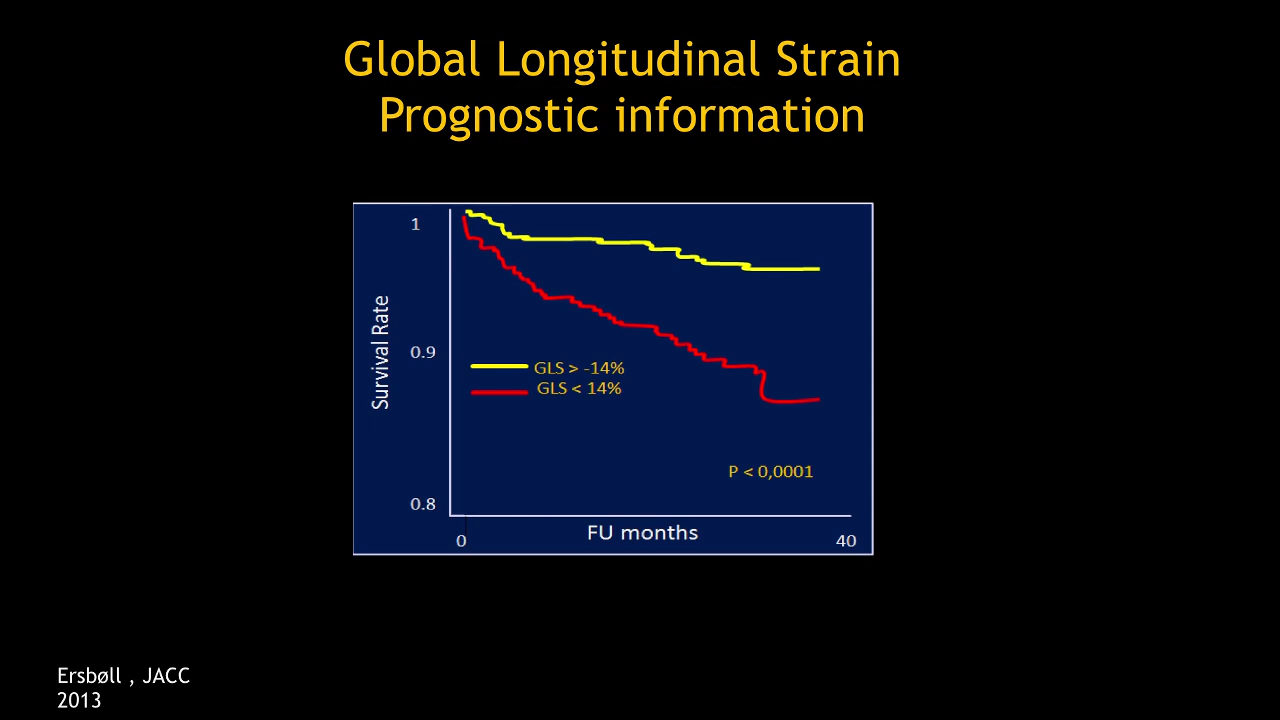 Global Longitudinal Strain
Prognostic information
1
Survival Rate
0.9
GLS > -14%
GLS < 14%
P < 0,0001
0.8
FU months
0
40
Ersbøll , JACC
2013